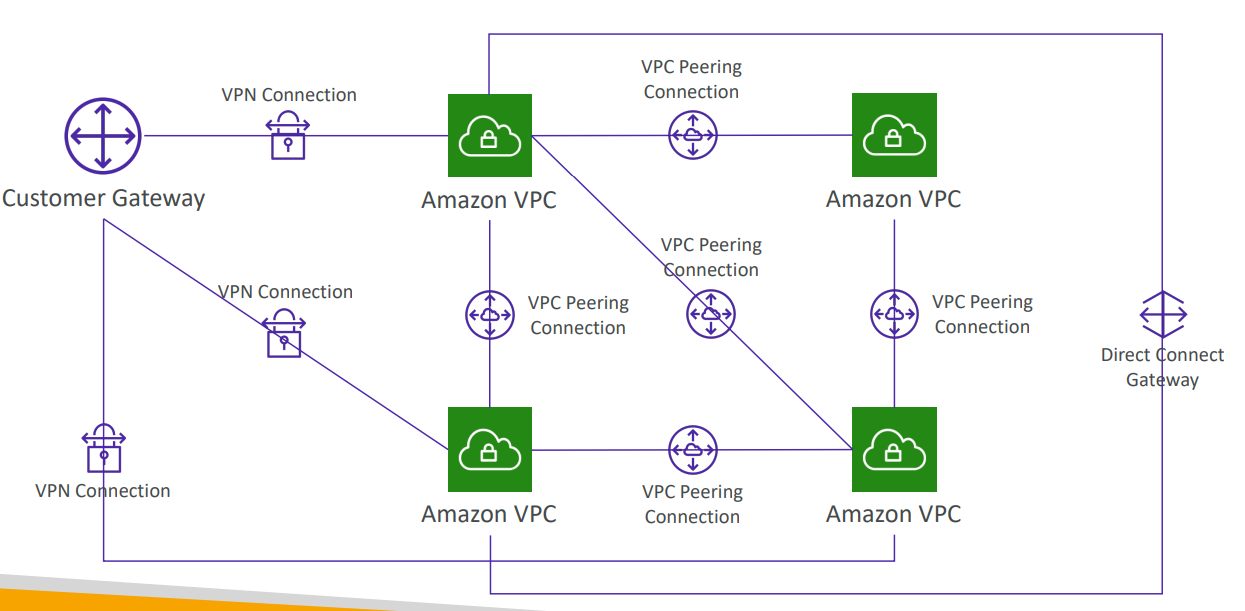 VPC Peering
Connection
VPN Connection
Customer Gateway
Amazon VPC
Amazon VPC
VPC Peering
Connection
VPN Connection
VPC Peering
Connection
VPC Peering
Connection
Direct Connect
Gateway
VPN Connection
VPC Peering
Connection
Amazon VPC
Amazon VPC